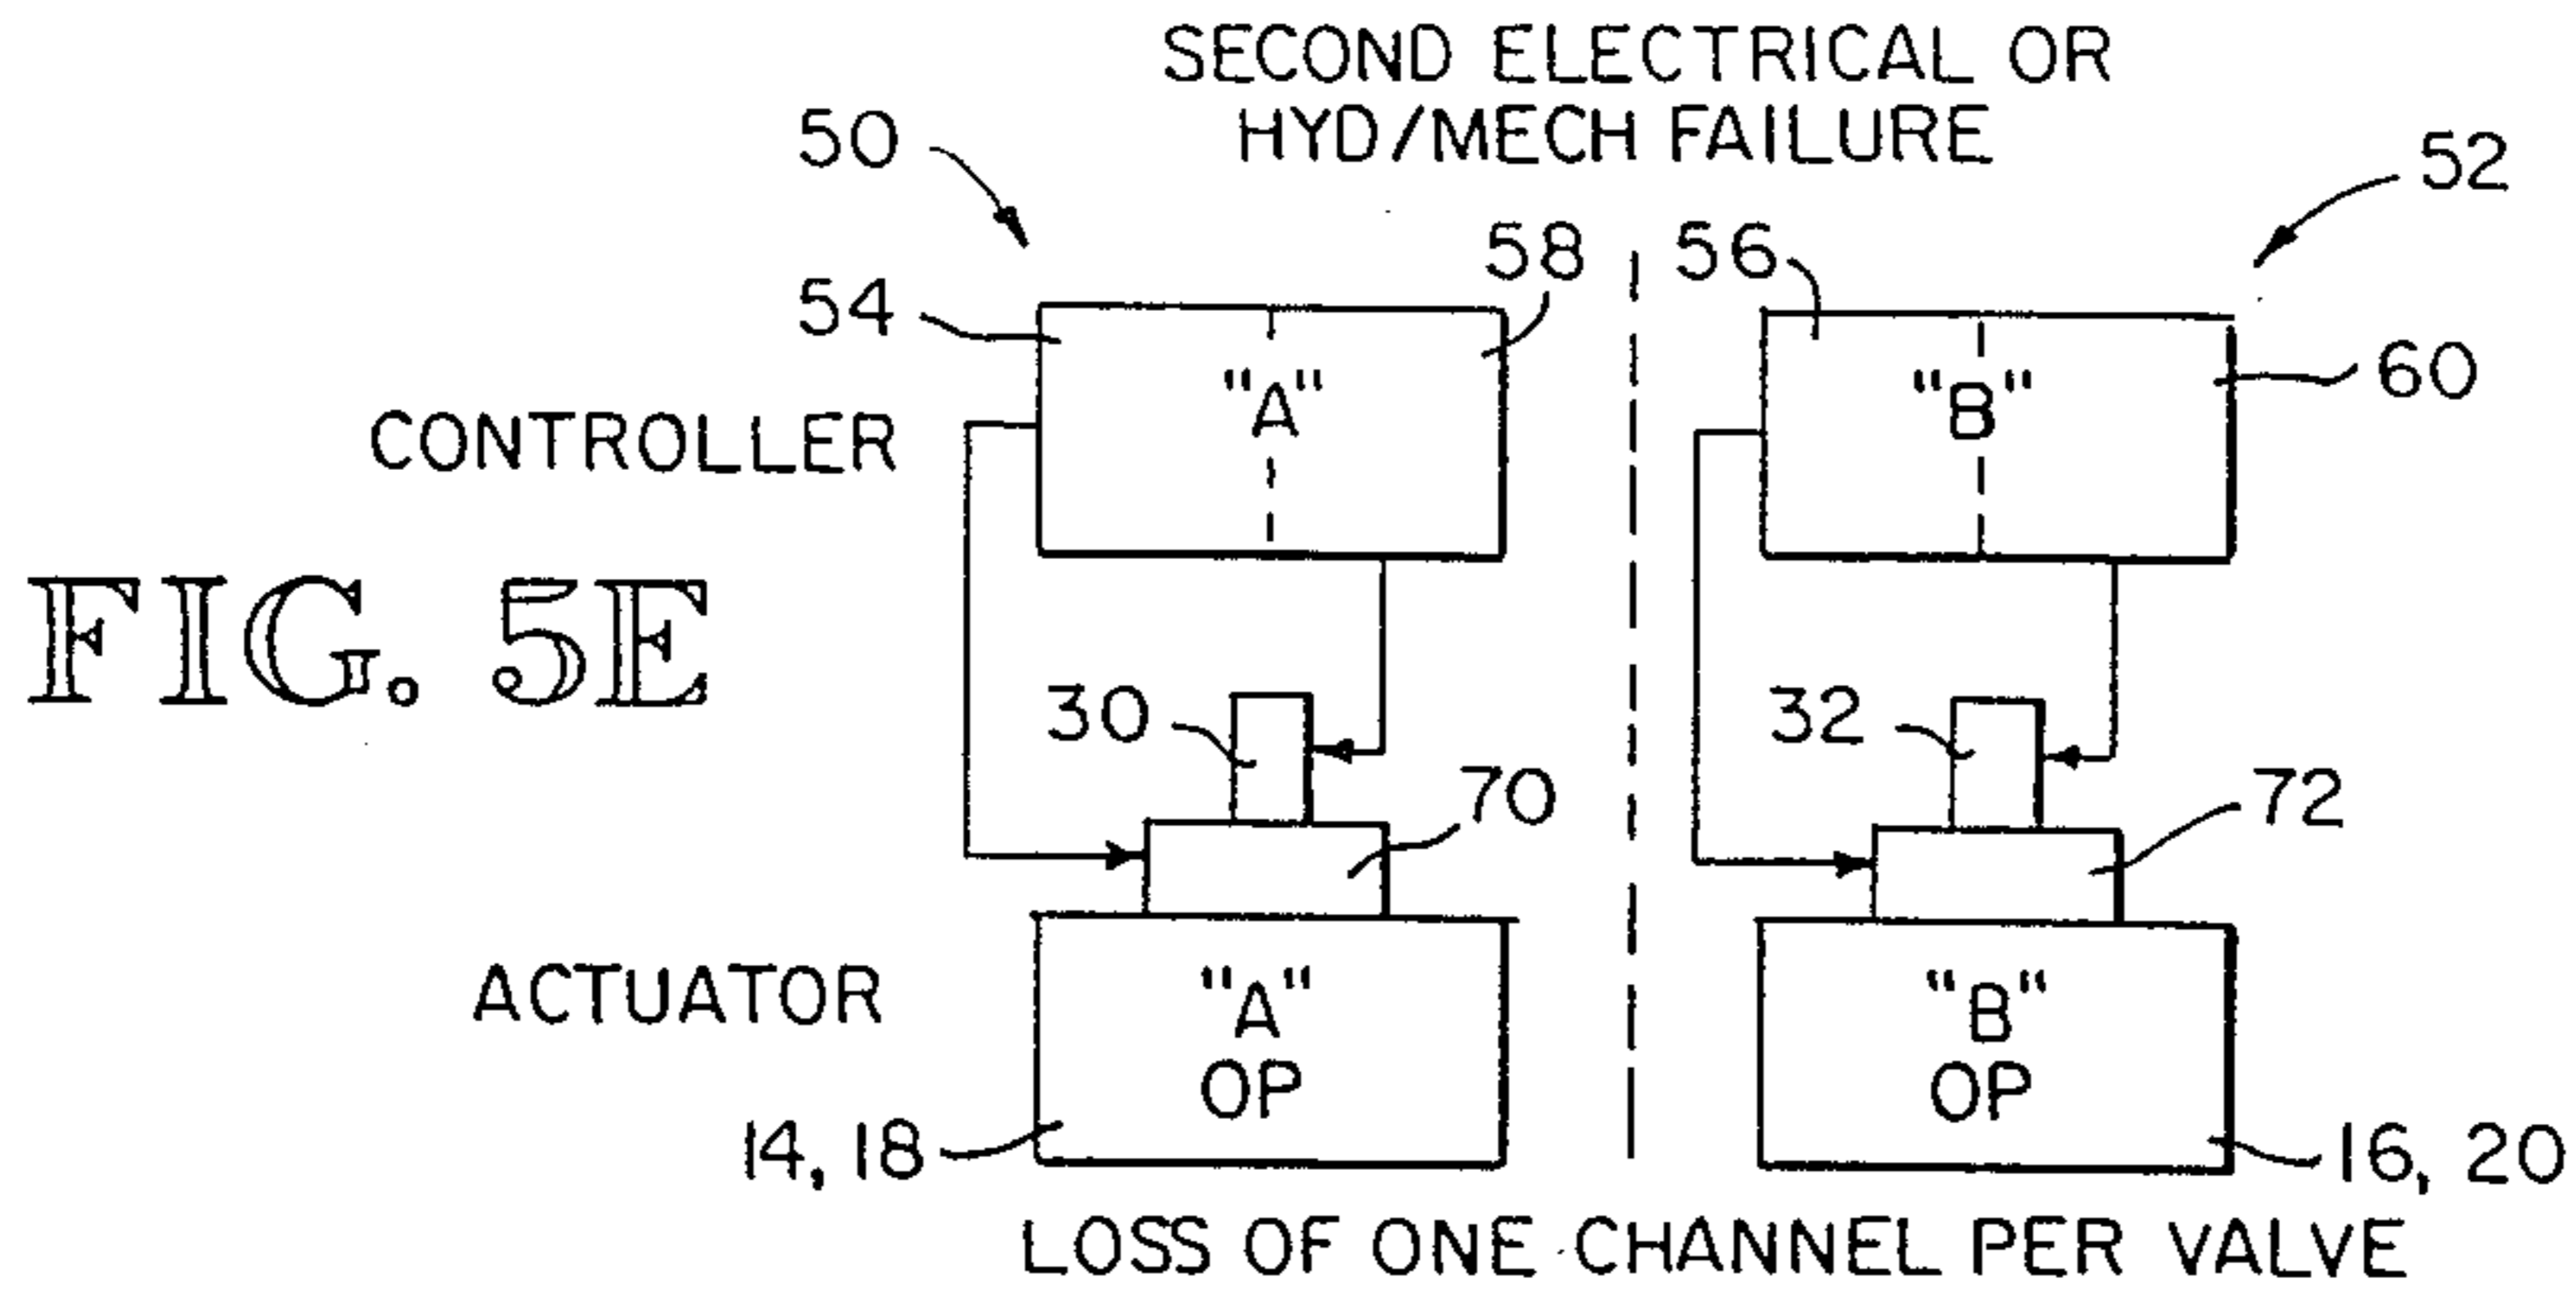 SECOND ELECTRICAL OR
HYD/MECH FAILURE
50
52
58
56
54
"A"
"B"
60
CONTROLLER
FIG. 5E
30
32
70
72
ACTUATOR
"A"
OP
"B"
OP
14, 18
16, 20
LOSS OF ONE CHANNEL PER VALVE